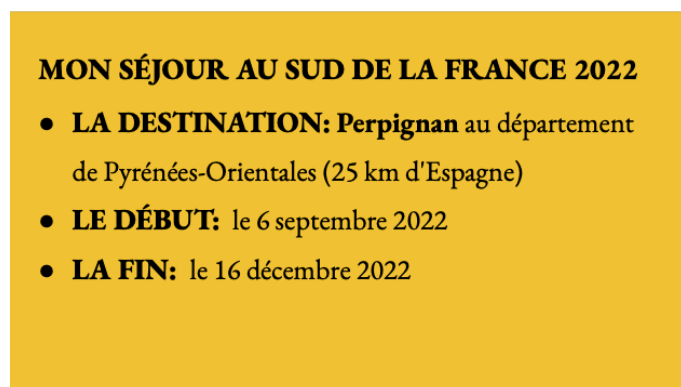 MON SÉJOUR AU SUD DE LA FRANCE 2022
● LA DESTINATION: Perpignan au département
de Pyrénées-Orientales (25 km d'Espagne)
● LE DÉBUT: le 6 septembre 2022
● LA FIN: le 16 décembre 2022